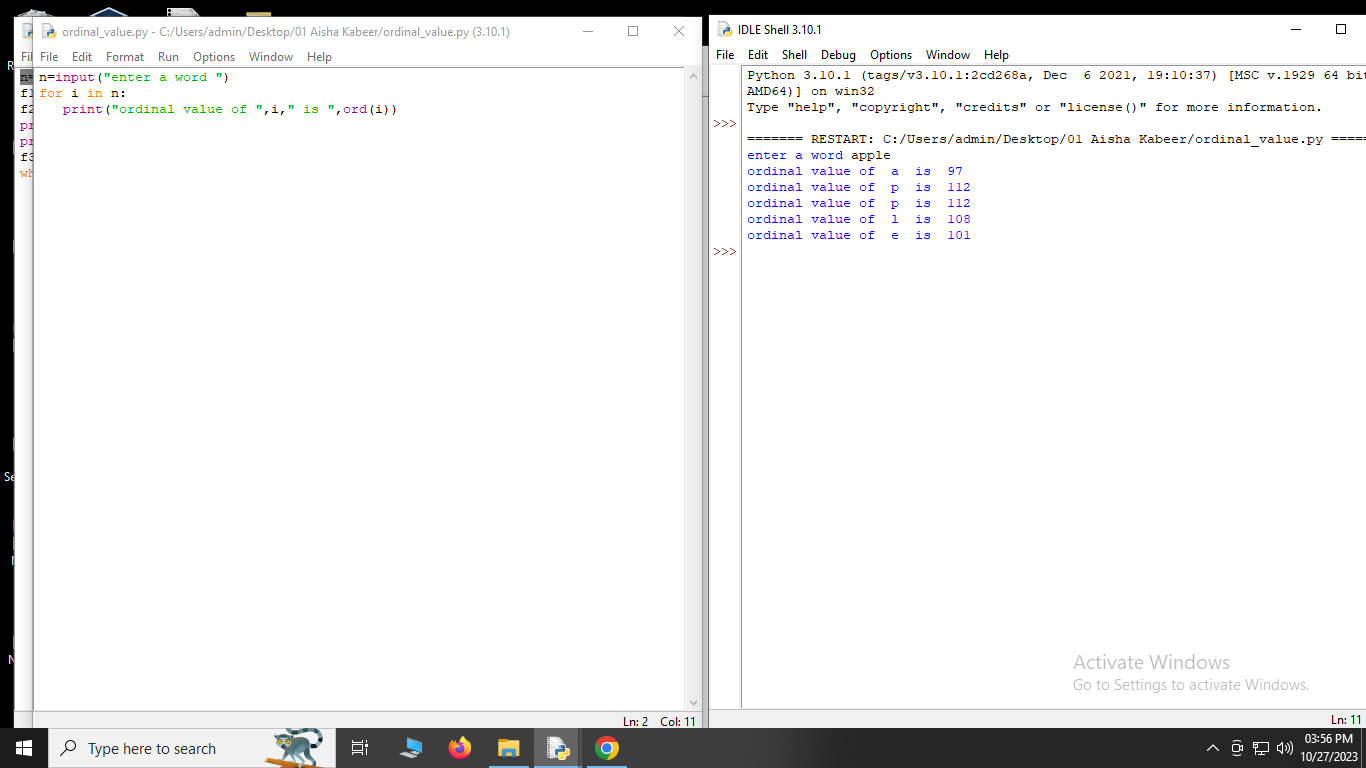 ordinal_value.py - C:/Users/admin/Desktop/01 Aisha Kabeer/ordinal_value.py (3.10.1)
File Edit Format Run Options Window Help
n=input("enter a word ")
for i in n:
   print("ordinal value of ",i," is ",ord(i))
Ln: 2 Col: 11
IDLE Shell 3.10.1
File Edit Shell Debug Options Window Help
Python 3.10.1 (tags/v3.10.1:2cd268a, Dec  6 2021, 19:10:37) [MSC v.1929 64 bit
AMD64)] on win32
Type "help", "copyright", "credits" or "license()" for more information.
>>>
======= RESTART: C:/Users/admin/Desktop/01 Aisha Kabeer/ordinal_value.py =====
enter a word apple
ordinal value of  a  is  97
ordinal value of  p  is  112
ordinal value of  p  is  112
ordinal value of  l  is  108
ordinal value of  e  is  101
>>>
Activate Windows
Go to Settings to activate Windows.
Ln: 11
Type here to search
03:56 PM
10/27/2023